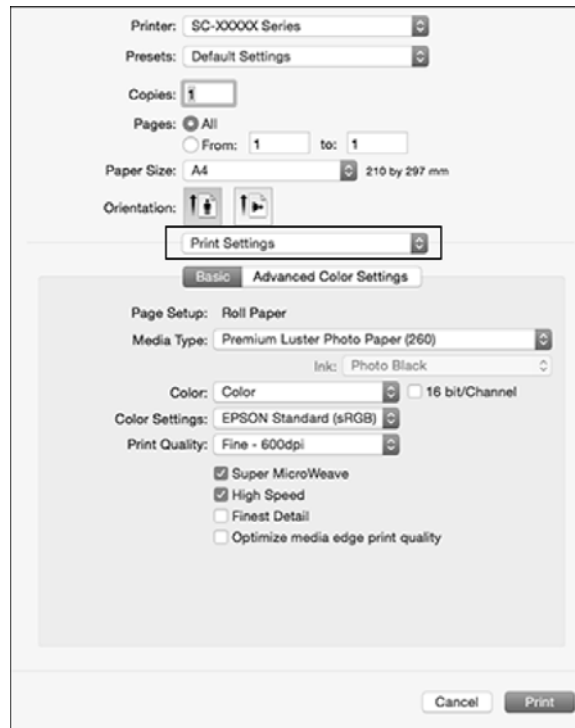 Printer: SC-XXXXX Series
Presets: Default Settings
Copies: 1
Pages: All
From: 1 to: 1
Paper Size: A4 210 by 297 mm
Orientation:
Print Settings
Basic Advanced Color Settings
Page Setup: Roll Paper
Media Type: Premium Luster Photo Paper (260)
Ink: Photo Black
Color: Color 16 bit/Channel
Color Settings: EPSON Standard (sRGB)
Print Quality: Fine - 600dpi
Super MicroWeave
High Speed
Finest Detail
Optimize media edge print quality
Cancel Print